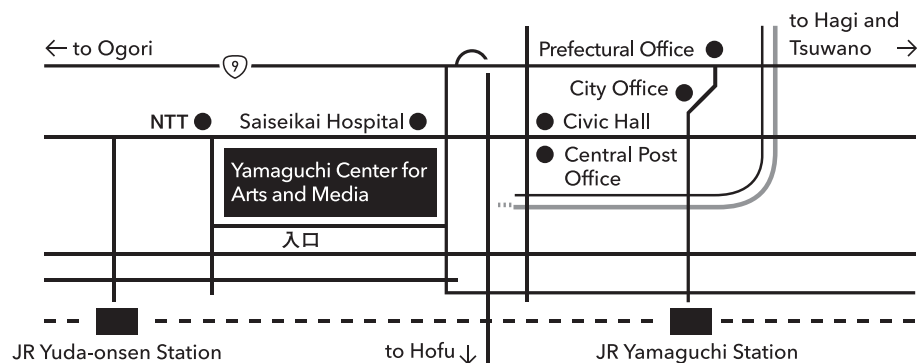 ← to Ogori
to Hagi and
Tsuwano →
Prefectural Office
9
City Office
NTT
Saiseikai Hospital
Civic Hall
Central Post
Office
Yamaguchi Center for
Arts and Media
入口
JR Yuda-onsen Station
to Hofu ↓
JR Yamaguchi Station